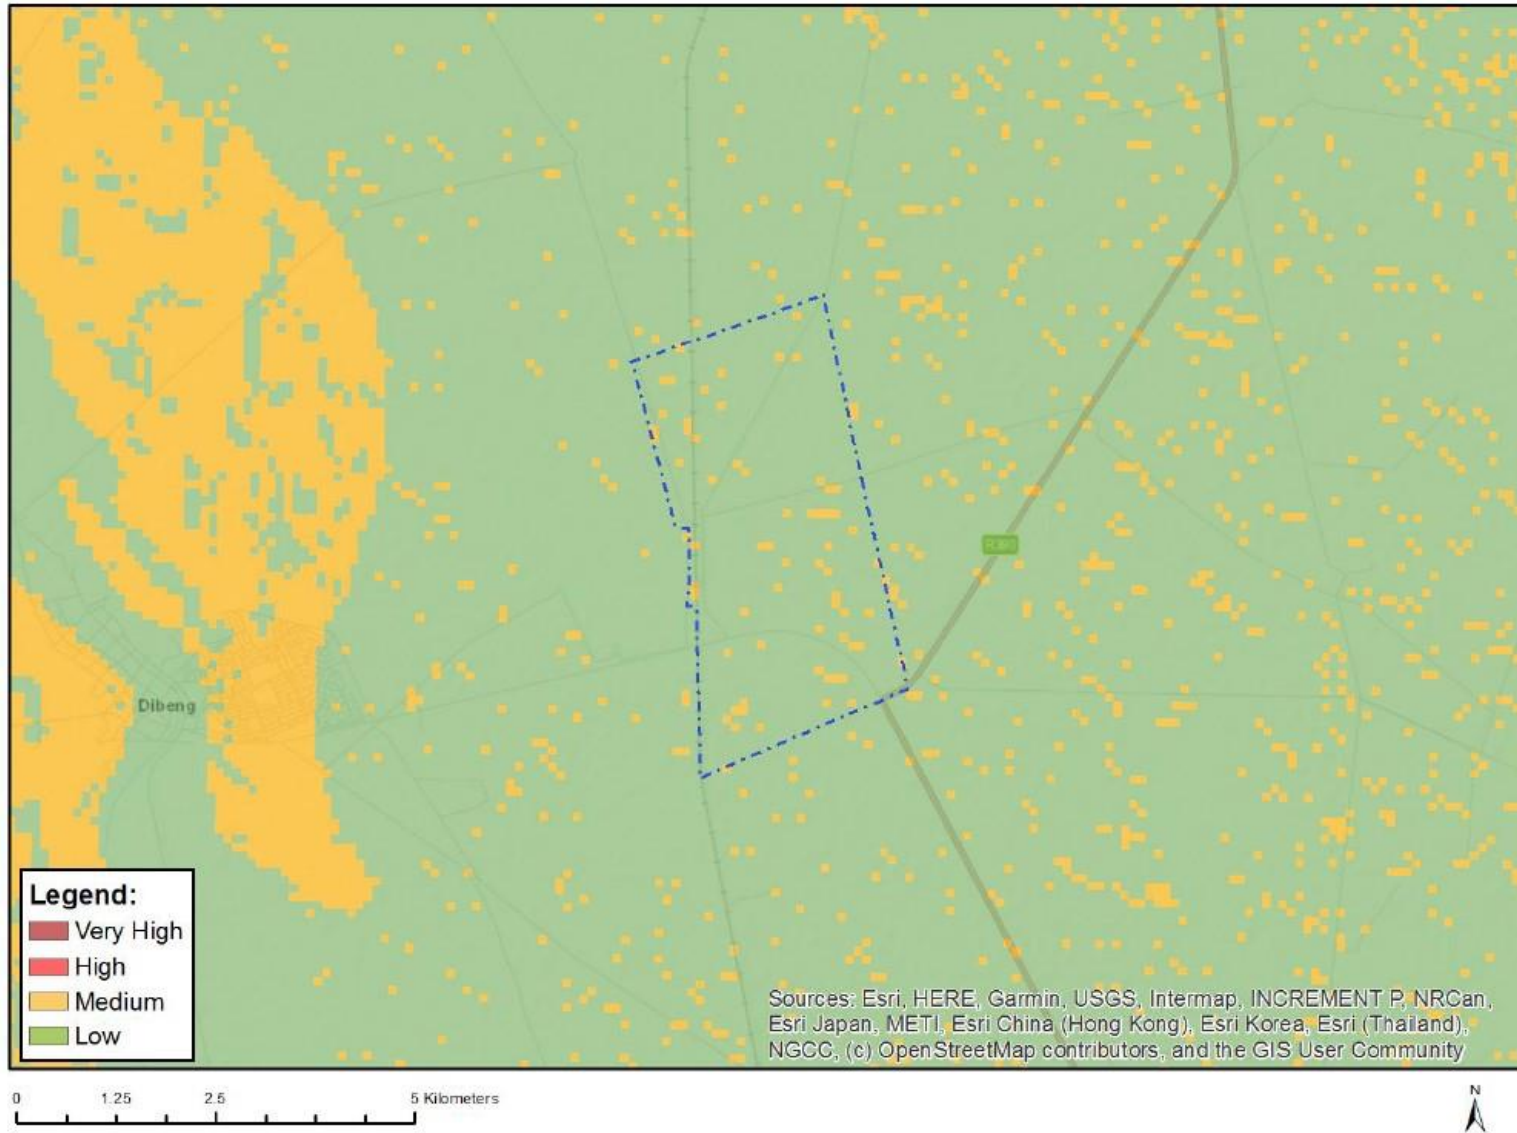 Dibeng
Legend:
Very High
High
Medium
Low
Sources: Esri, HERE, Garmin, USGS, Intermap, INCREMENT P, NRCan,
Esri Japan, METI, Esri China (Hong Kong), Esri Korea, Esri (Thailand),
NGCC, (c) OpenStreetMap contributors, and the GIS User Community
0 1.25 2.5 5 Kilometers
N